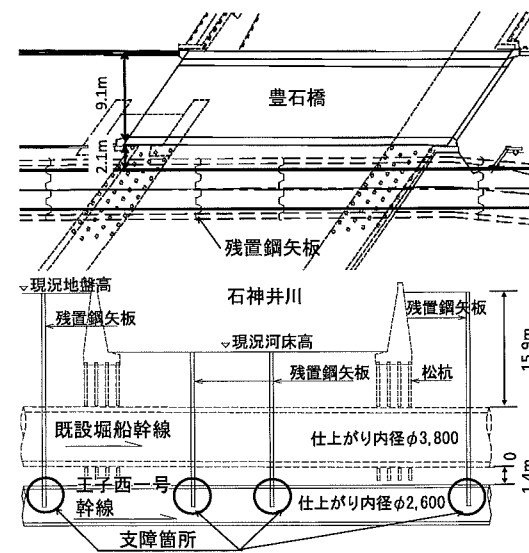 9.1m
豊石橋
2.1m
残置鋼矢板
石神井川
現況地盤高
残置鋼矢板
残置鋼矢板
現況河床高
残置鋼矢板
松杭
15.9m
既設堀船幹線
仕上がり内径φ3,800
王子西一号
幹線
仕上がり内径φ2,600
支障箇所